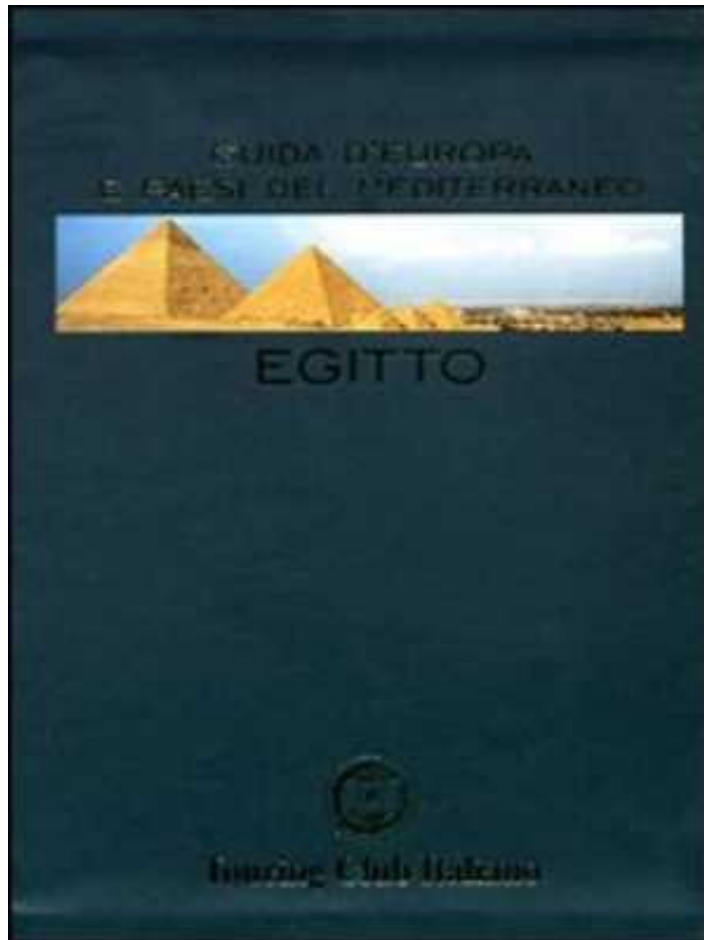 GUIDA D'EUROPA
E PAESI DEL MEDITERRANEO
EGITTO
Touring Club Italiano